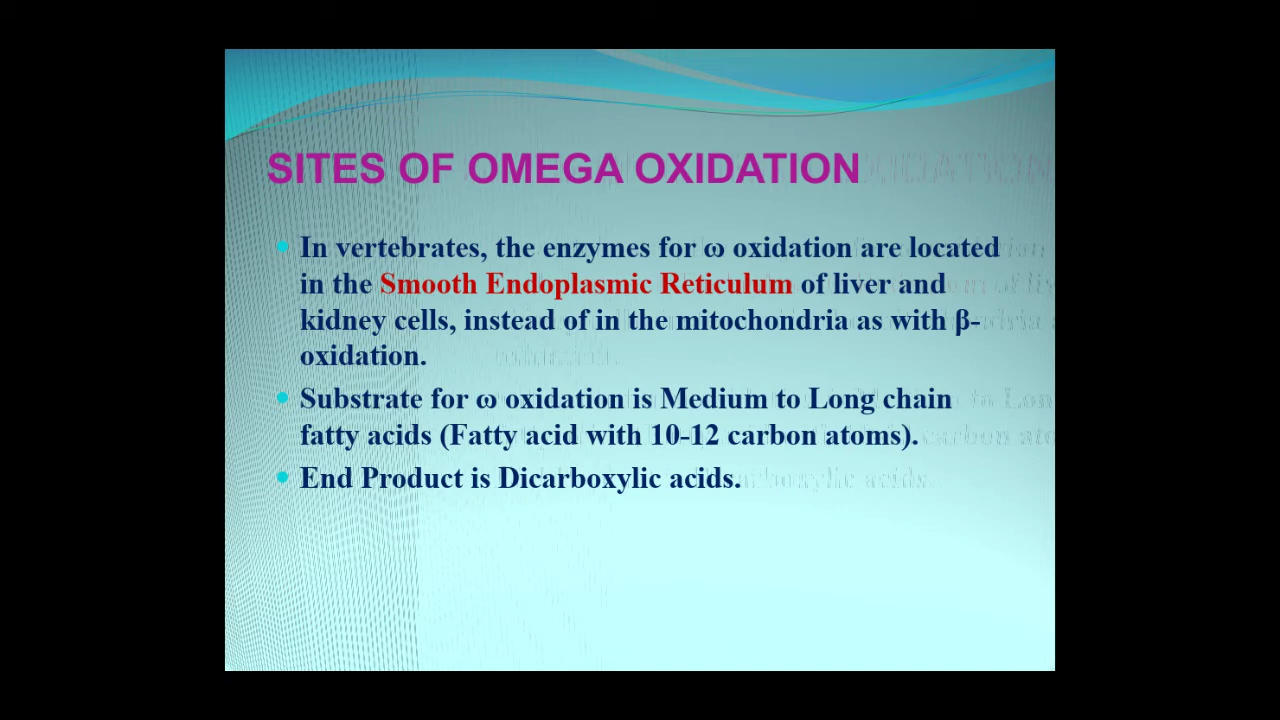 SITES OF OMEGA OXIDATION
In vertebrates, the enzymes for ω oxidation are located
in the Smooth Endoplasmic Reticulum of liver and
kidney cells, instead of in the mitochondria as with β-
oxidation.
Substrate for ω oxidation is Medium to Long chain
fatty acids (Fatty acid with 10-12 carbon atoms).
End Product is Dicarboxylic acids.